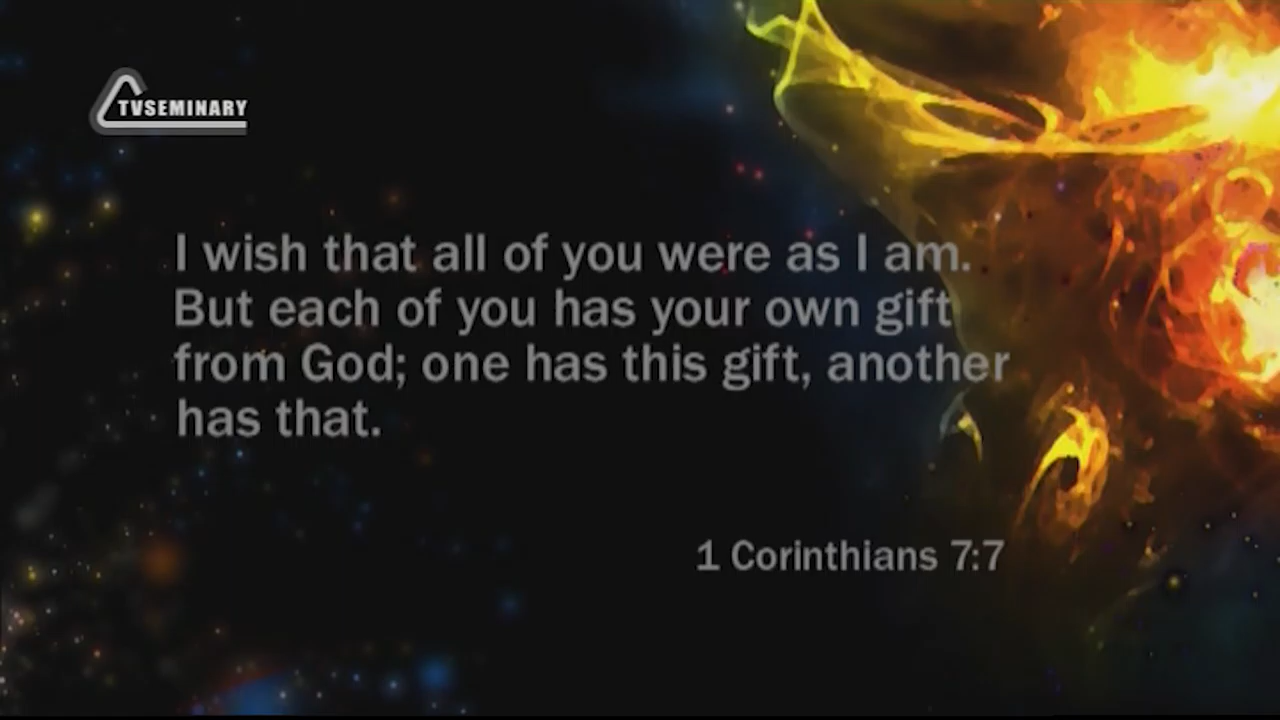 TVSEMINARY
I wish that all of you were as I am.
But each of you has your own gift
from God; one has this gift, another
has that.
1 Corinthians 7:7